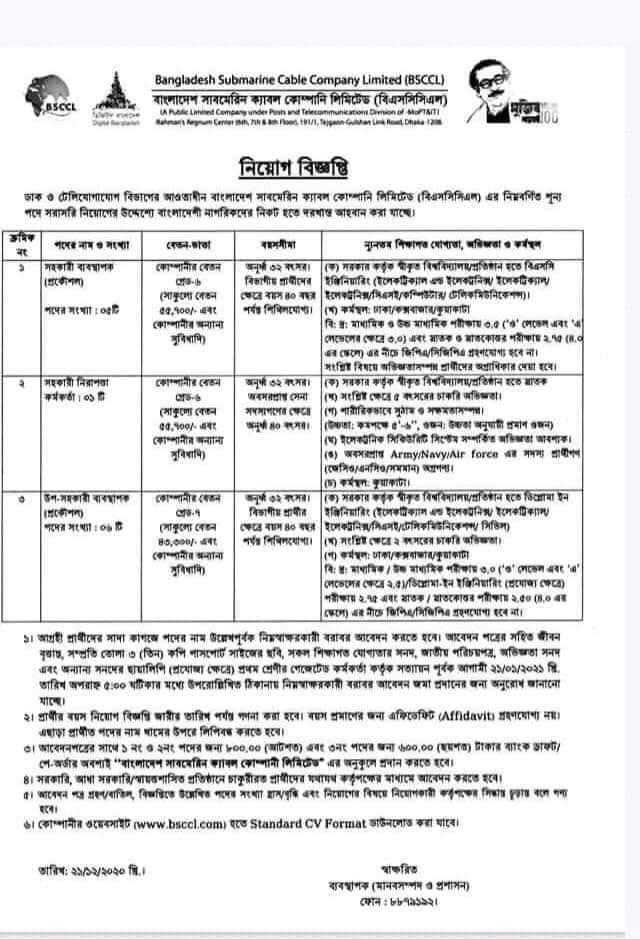 BSCCL
Digital Bangladesh
Bangladesh Submarine Cable Company Limited (BSCCL)
বাংলাদেশ সাবমেরিন ক্যাবল কোম্পানি লিমিটেড (বিএসসিসিএল)
(A Public Limited Company under Posts and Telecommunications Division of -MoPT&IT)
Rahman's Regnum Center (6th, 7th & 8th Floor), 191/1, Tejgaon-Gulshan Link Road, Dhaka 1208.
মুজিব
100
নিয়োগ বিজ্ঞপ্তি
ডাক ও টেলিযোগাযোগ বিভাগের আওতাধীন বাংলাদেশ সাবমেরিন ক্যাবল কোম্পানি লিমিটেড (বিএসসিসিএল) এর নিম্নবর্ণিত শূন্য
পদে সরাসরি নিয়োগের উদ্দেশ্যে বাংলাদেশী নাগরিকদের নিকট হতে দরখাস্ত আহবান করা যাচ্ছে।
ক্রমিক নং
পদের নাম ও সংখ্যা
বেতন-ভাতা
বয়সসীমা
ন্যুনতম শিক্ষাগত যোগ্যতা, অভিজ্ঞতা ও কর্মস্থল
১
সহকারী ব্যবস্থাপক
(প্রকৌশল)
পদের সংখ্যা : ০৫টি
কোম্পানীর বেতন
গ্রেড-৬
(সাকুল্যে বেতন
৫৫,৭০০/- এবং
কোম্পানীর অন্যান্য
সুবিধাদি)
অনুর্ধ্ব ৩২ বৎসর।
বিভাগীয় প্রার্থীদের
ক্ষেত্রে বয়স ৪০ বছর
পর্যন্ত শিথিলযোগ্য।
(ক) সরকার কর্তৃক স্বীকৃত বিশ্ববিদ্যালয়/প্রতিষ্ঠান হতে বিএসসি
ইঞ্জিনিয়ারিং (ইলেকট্রিক্যাল এন্ড ইলেকট্রনিক্স/ ইলেকট্রিক্যাল/
ইলেকট্রনিক্স/সিএসই/কম্পিউটার/ টেলিকমিউনিকেশন্স)।
(খ) কর্মস্থল: ঢাকা/কক্সবাজার/কুয়াকাটা
বি: দ্র: মাধ্যমিক ও উচ্চ মাধ্যমিক পরীক্ষায় ৩.৫ ('ও' লেভেল এবং 'এ'
লেভেলের ক্ষেত্রে ৩.০) এবং স্নাতক ও স্নাতকোত্তর পরীক্ষায় ২.৭৫ (৪.০
এর স্কেলে) এর নীচে জিপিএ/সিজিপিএ গ্রহণযোগ্য হবে না।
সংশ্লিষ্ট বিষয়ে অভিজ্ঞতাসম্পন্ন প্রার্থীদের অগ্রাধিকার দেয়া হবে।
২
সহকারী নিরাপত্তা
কর্মকর্তা : ০১ টি
কোম্পানীর বেতন
গ্রেড-৬
(সাকুল্যে বেতন
৫৫,৭০০/- এবং
কোম্পানীর অন্যান্য
সুবিধাদি)
অনুর্ধ্ব ৩২ বৎসর।
অবসরপ্রাপ্ত সেনা
সদস্যগণের ক্ষেত্রে
অনুর্ধ্ব ৪০ বৎসর।
(ক) সরকার কর্তৃক স্বীকৃত বিশ্ববিদ্যালয়/প্রতিষ্ঠান হতে স্নাতক
(খ) সংশ্লিষ্ট ক্ষেত্রে ৫ বৎসরের চাকরি অভিজ্ঞতা।
(গ) শারীরিকভাবে সুঠাম ও সক্ষমতাসম্পন্ন।
(উচ্চতা: কমপক্ষে ৫'-৬", ওজন: উচ্চতা অনুযায়ী প্রমাণ ওজন)
(ঘ) ইলেকট্রনিক সিকিউরিটি সিস্টেম সম্পর্কিত অভিজ্ঞতা আবশ্যক।
(ঙ) অবসরপ্রাপ্ত Army/Navy/Air force এর সদস্য প্রার্থীগণ
(জেসিও/এনসিও/সমমান) অগ্রগণ্য।
(চ) কর্মস্থল: কুয়াকাটা।
৩
উপ-সহকারী ব্যবস্থাপক
(প্রকৌশল)
পদের সংখ্যা : ০৬ টি
কোম্পানীর বেতন
গ্রেড-৭
(সাকুল্যে বেতন
৪৩,৩০০/- এবং
কোম্পানীর অন্যান্য
সুবিধাদি)
অনুর্ধ্ব ৩২ বৎসর।
বিভাগীয় প্রার্থীর
ক্ষেত্রে বয়স ৪০ বছর
পর্যন্ত শিথিলযোগ্য।
(ক) সরকার কর্তৃক স্বীকৃত বিশ্ববিদ্যালয়/প্রতিষ্ঠান হতে ডিপ্লোমা ইন
ইঞ্জিনিয়ারিং (ইলেকট্রিক্যাল এন্ড ইলেকট্রনিক্স/ ইলেকট্রিক্যাল/
ইলেকট্রনিক্স/সিএসই/টেলিকমিউনিকেশন্স/ সিভিল)
(খ) সংশ্লিষ্ট ক্ষেত্রে ২ বৎসরের চাকরি অভিজ্ঞতা।
(গ) কর্মস্থল: ঢাকা/কক্সবাজার/কুয়াকাটা
বি: দ্র: মাধ্যমিক / উচ্চ মাধ্যমিক পরীক্ষায় ৩.০ ('ও' লেভেল এবং 'এ'
লেভেলের ক্ষেত্রে ২.৫)/ডিপ্লোমা-ইন ইঞ্জিনিয়ারিং (প্রযোজ্য ক্ষেত্রে)
পরীক্ষায় ২.৭৫ এবং স্নাতক / স্নাতকোত্তর পরীক্ষায় ২.৫০ (৪.০ এর
স্কেলে) এর নীচে জিপিএ/সিজিপিএ গ্রহণযোগ্য হবে না।
১। আগ্রহী প্রার্থীদের সাদা কাগজে পদের নাম উল্লেখপূর্বক নিম্নস্বাক্ষরকারী বরাবর আবেদন করতে হবে। আবেদন পত্রের সহিত জীবন
বৃত্তান্ত, সম্প্রতি তোলা ৩ (তিন) কপি পাসপোর্ট সাইজের ছবি, সকল শিক্ষাগত যোগ্যতার সনদ, জাতীয় পরিচয়পত্র, অভিজ্ঞতা সনদ
এবং অন্যান্য সনদের ছায়ালিপি (প্রযোজ্য ক্ষেত্রে) প্রথম শ্রেণীর গেজেটেড কর্মকর্তা কর্তৃক সত্যায়ন পূর্বক আগামী ২১/০১/২০২১ খ্রি.
তারিখ অপরাহ্ন ৫:০০ ঘটিকার মধ্যে উপরোল্লিখিত ঠিকানায় নিম্নস্বাক্ষরকারী বরাবর আবেদন জমা প্রদানের জন্য অনুরোধ জানানো
যাচ্ছে।
২। প্রার্থীর বয়স নিয়োগ বিজ্ঞপ্তি জারীর তারিখ পর্যন্ত গণনা করা হবে। বয়স প্রমাণের জন্য এফিডেফিট (Affidavit) গ্রহণযোগ্য নয়।
এছাড়া প্রার্থীত পদের নাম খামের উপরে লিপিবদ্ধ করতে হবে।
৩। আবেদনপত্রের সাথে ১ নং ও ২নং পদের জন্য ৮০০.০০ (আটশত) এবং ৩নং পদের জন্য ৬০০.০০ (ছয়শত) টাকার ব্যাংক ড্রাফট/
পে-অর্ডার অবশ্যই "বাংলাদেশ সাবমেরিন ক্যাবল কোম্পানী লিমিটেড" এর অনুকূলে প্রদান করতে হবে।
৪। সরকারি, আধা সরকারি/স্বায়ত্তশাসিত প্রতিষ্ঠানে চাকুরীরত প্রার্থীদের যথাযথ কর্তৃপক্ষের মাধ্যমে আবেদন করতে হবে।
৫। আবেদন পত্র গ্রহণ/বাতিল, বিজ্ঞপ্তিতে উল্লেখিত পদের সংখ্যা হ্রাস/বৃদ্ধি এবং নিয়োগের বিষয়ে নিয়োগকারী কর্তৃপক্ষের সিদ্ধান্ত চূড়ান্ত বলে গণ্য
হবে।
৬। কোম্পানীর ওয়েবসাইট (www.bsccl.com) হতে Standard CV Format ডাউনলোড করা যাবে।
তারিখ: ২১/১২/২০২০ খ্রি.।
স্বাক্ষরিত
ব্যবস্থাপক (মানবসম্পদ ও প্রশাসন)
ফোন : ৮৮৭৯১৯২।